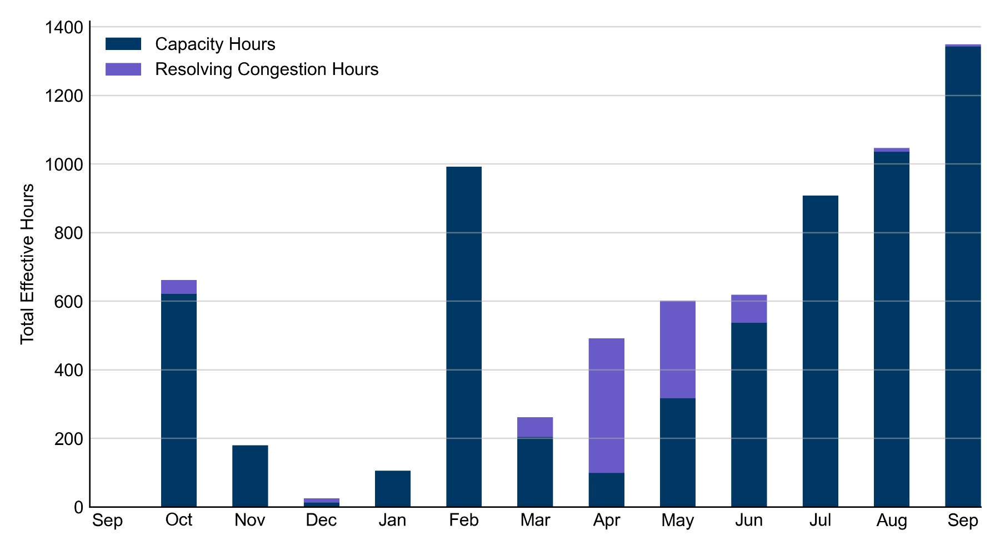 1400
1200
1000
800
600
400
200
0
Total Effective Hours
Capacity Hours
Resolving Congestion Hours
Sep Oct Nov Dec Jan Feb Mar Apr May Jun Jul Aug Sep